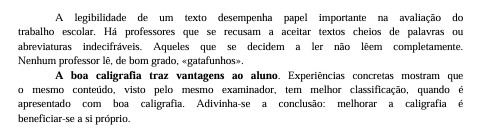 A legibilidade de um texto desempenha papel importante na avaliação do
trabalho escolar. Há professores que se recusam a aceitar textos cheios de palavras ou
abreviaturas indecifráveis. Aqueles que se decidem a ler não lêem completamente.
Nenhum professor lê, de bom grado, «gatafunhos».
A boa caligrafia traz vantagens ao aluno. Experiências concretas mostram que
o mesmo conteúdo, visto pelo mesmo examinador, tem melhor classificação, quando é
apresentado com boa caligrafia. Adivinha-se a conclusão: melhorar a caligrafia é
beneficiar-se a si próprio.